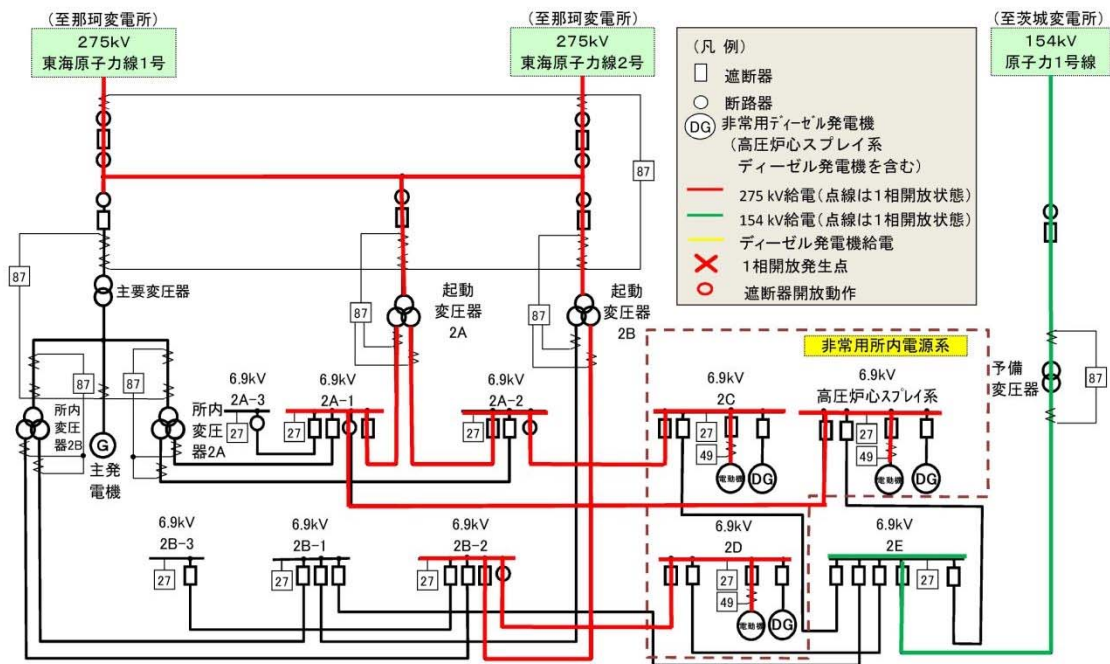 (至那珂変電所)
275kV
東海原子力線1号
(至那珂変電所)
275kV
東海原子力線2号
(至茨城変電所)
154kV
原子力1号線
(凡 例)
遮断器
断路器
DG
非常用ディーゼル発電機
(高圧炉心スプレイ系
ディーゼル発電機を含む)
275 kV給電(点線は1相開放状態)
154 kV給電(点線は1相開放状態)
ディーゼル発電機給電
1相開放発生点
遮断器開放動作
87
87
87
87
主要変圧器
起動
変圧器
2A
起動
変圧器
2B
非常用所内電源系
予備
変圧器
87
87
87
所内
変圧
器2B
G
主発
電機
所内
変圧
器2A
6.9kV
2A-3
27
6.9kV
2A-1
27
6.9kV
2A-2
27
6.9kV
2C
27
49
電動機
DG
6.9kV
高圧炉心スプレイ系
27
49
電動機
DG
6.9kV
2B-3
27
6.9kV
2B-1
27
6.9kV
2B-2
27
6.9kV
2D
27
49
電動機
DG
6.9kV
2E
27